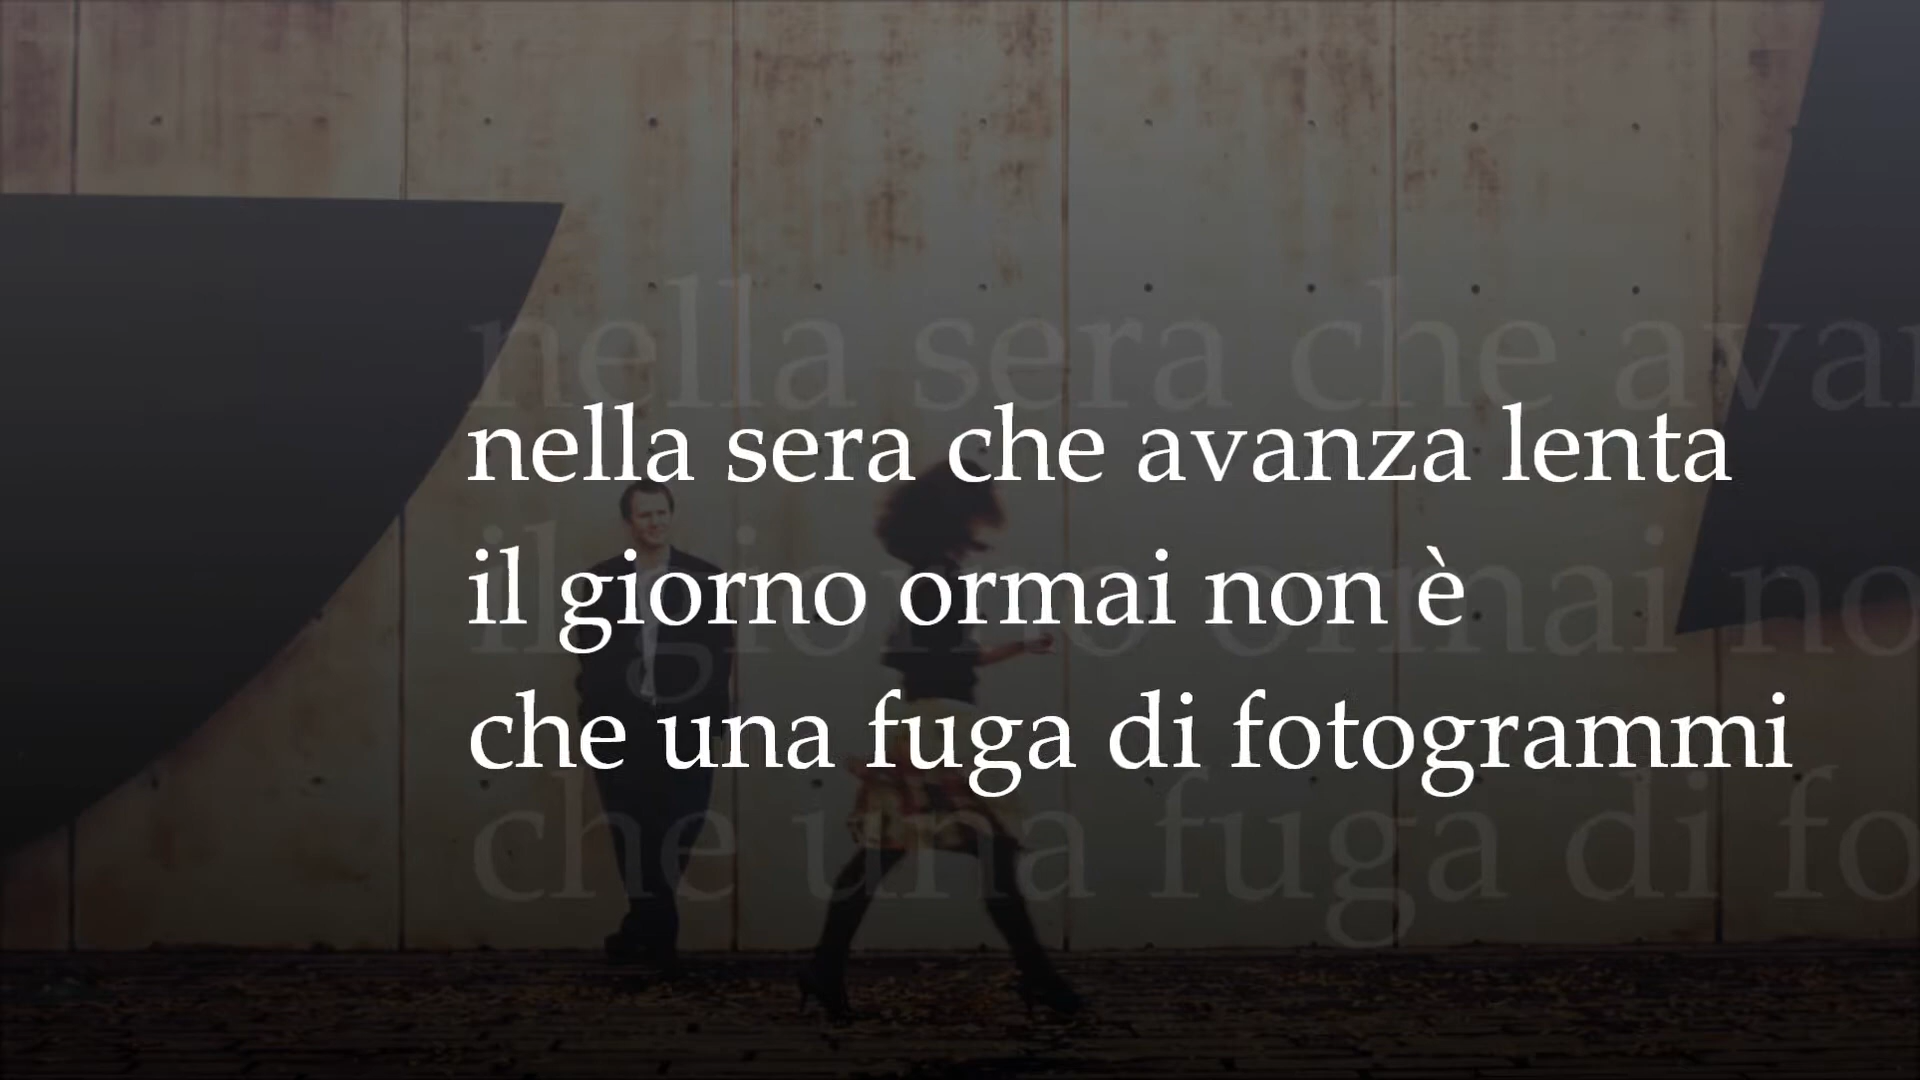 nella sera che avanza lenta
il giorno ormai non è
che una fuga di fotogrammi